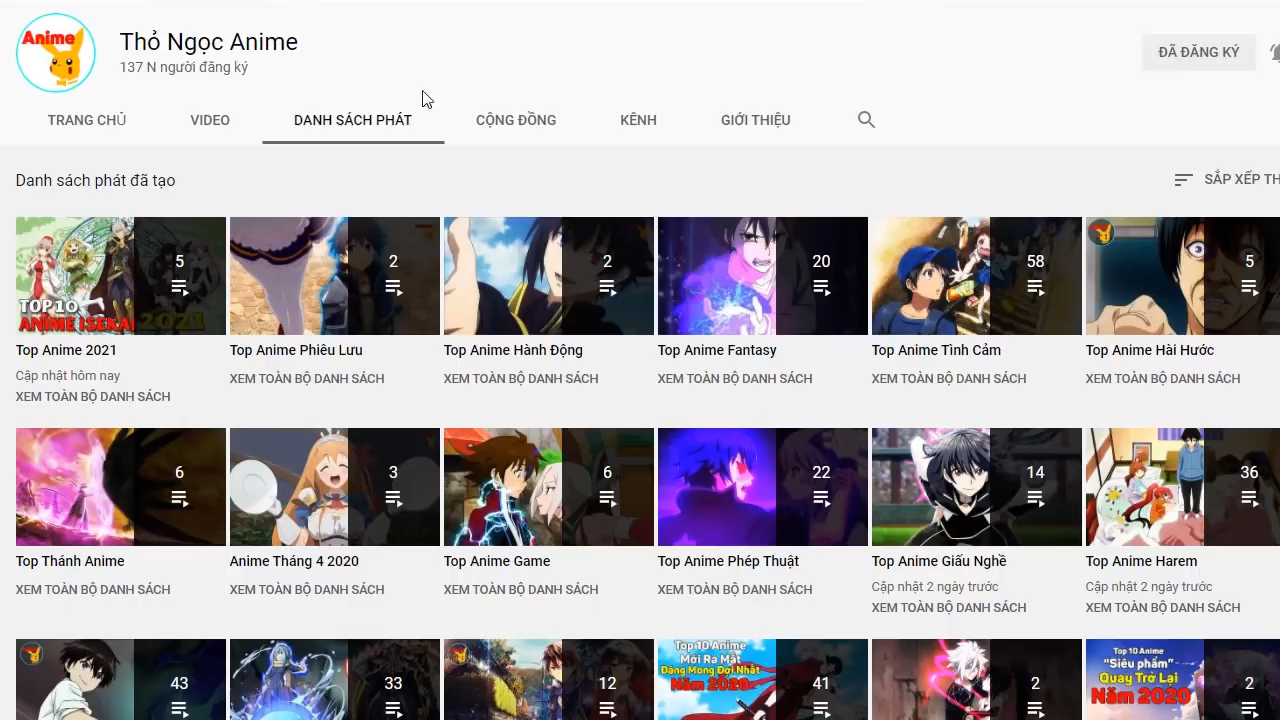 Anime
Thỏ Ngọc Anime
137 N người đăng ký
ĐÃ ĐĂNG KÝ
TRANG CHỦ
VIDEO
DANH SÁCH PHÁT
CỘNG ĐỒNG
KÊNH
GIỚI THIỆU
Danh sách phát đã tạo
SẮP XẾP TH
TOP 10
ANIME ISEKAI 2021
5
2
2
20
58
5
Top Anime 2021
Top Anime Phiêu Lưu
Top Anime Hành Động
Top Anime Fantasy
Top Anime Tình Cảm
Top Anime Hài Hước
Cập nhật hôm nay
XEM TOÀN BỘ DANH SÁCH
XEM TOÀN BỘ DANH SÁCH
XEM TOÀN BỘ DANH SÁCH
XEM TOÀN BỘ DANH SÁCH
XEM TOÀN BỘ DANH SÁCH
XEM TOÀN BỘ DANH SÁCH
6
3
6
22
14
36
Top Thánh Anime
Anime Tháng 4 2020
Top Anime Game
Top Anime Phép Thuật
Top Anime Giấu Nghề
Top Anime Harem
XEM TOÀN BỘ DANH SÁCH
XEM TOÀN BỘ DANH SÁCH
XEM TOÀN BỘ DANH SÁCH
XEM TOÀN BỘ DANH SÁCH
Cập nhật 2 ngày trước
XEM TOÀN BỘ DANH SÁCH
Cập nhật 2 ngày trước
XEM TOÀN BỘ DANH SÁCH
43
33
12
Top 10 Anime
Mới Ra Mắt
Đáng Mong Đợi Nhất
Năm 2020
41
2
Top 10 Anime
“Siêu phẩm”
Quay Trở Lại
Năm 2020
2